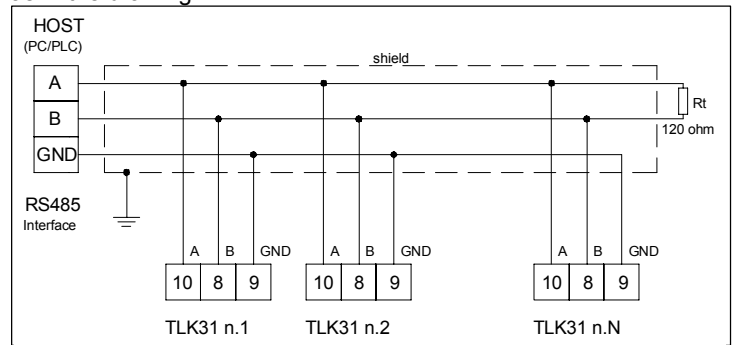 HOST
(PC/PLC)
shield
A
B
GND
Rt
120 ohm
RS485
Interface
A B GND
10 8 9
TLK31 n.1
A B GND
10 8 9
TLK31 n.2
A B GND
10 8 9
TLK31 n.N